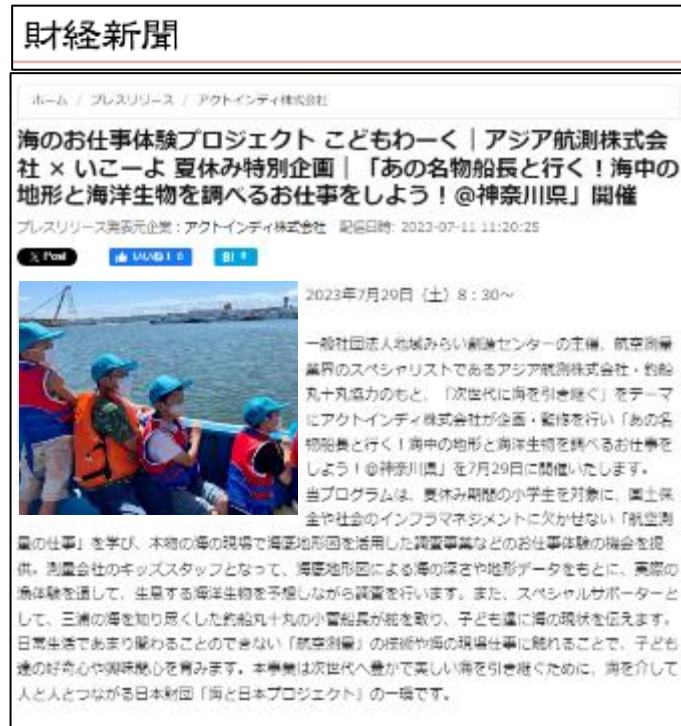 財経新聞
ホーム / プレスリリース / アクトインディ株式会社
海のお仕事体験プロジェクト こどもわーく｜アジア航測株式会
社 × いこーよ 夏休み特別企画｜「あの名物船長と行く！海中の
地形と海洋生物を調べるお仕事をしよう！@神奈川県」開催
プレスリリース発表元企業：アクトインディ株式会社 配信日時: 2023-07-11 11:20:25
X Post いいね！0 B!
2023年7月29日（土）8：30～
一般社団法人地域みらい創造センターの主催、航空測量
業界のスペシャリストであるアジア航測株式会社・釣船
丸十丸協力のもと、「次世代に海を引き継ぐ」をテーマ
にアクトインディ株式会社が企画・監修を行い「あの名
物船長と行く！海中の地形と海洋生物を調べるお仕事を
しよう！@神奈川県」を7月29日に開催いたします。
当プログラムは、夏休み期間の小学生を対象に、国土保
全や社会のインフラマネジメントに欠かせない「航空測
量の仕事」を学び、本物の海の現場で海底地形図を活用した調査事業などのお仕事体験の機会を提
供。測量会社のキッズスタッフとなって、海底地形図による海の深さや地形データをもとに、実際の
漁体験を通して、生息する海洋生物を予想しながら調査を行います。また、スペシャルサポーターと
して、三浦の海を知り尽くした釣船丸十丸の小菅船長が舵を取り、子ども達に海の現状を伝えます。
日常生活であまり関わることのできない「航空測量」の技術や海の現場仕事に触れることで、子ども
達の好奇心や興味関心を育みます。本事業は次世代へ豊かで美しい海を引き継ぐために、海を介して
人と人とつながる日本財団「海と日本プロジェクト」の一環です。